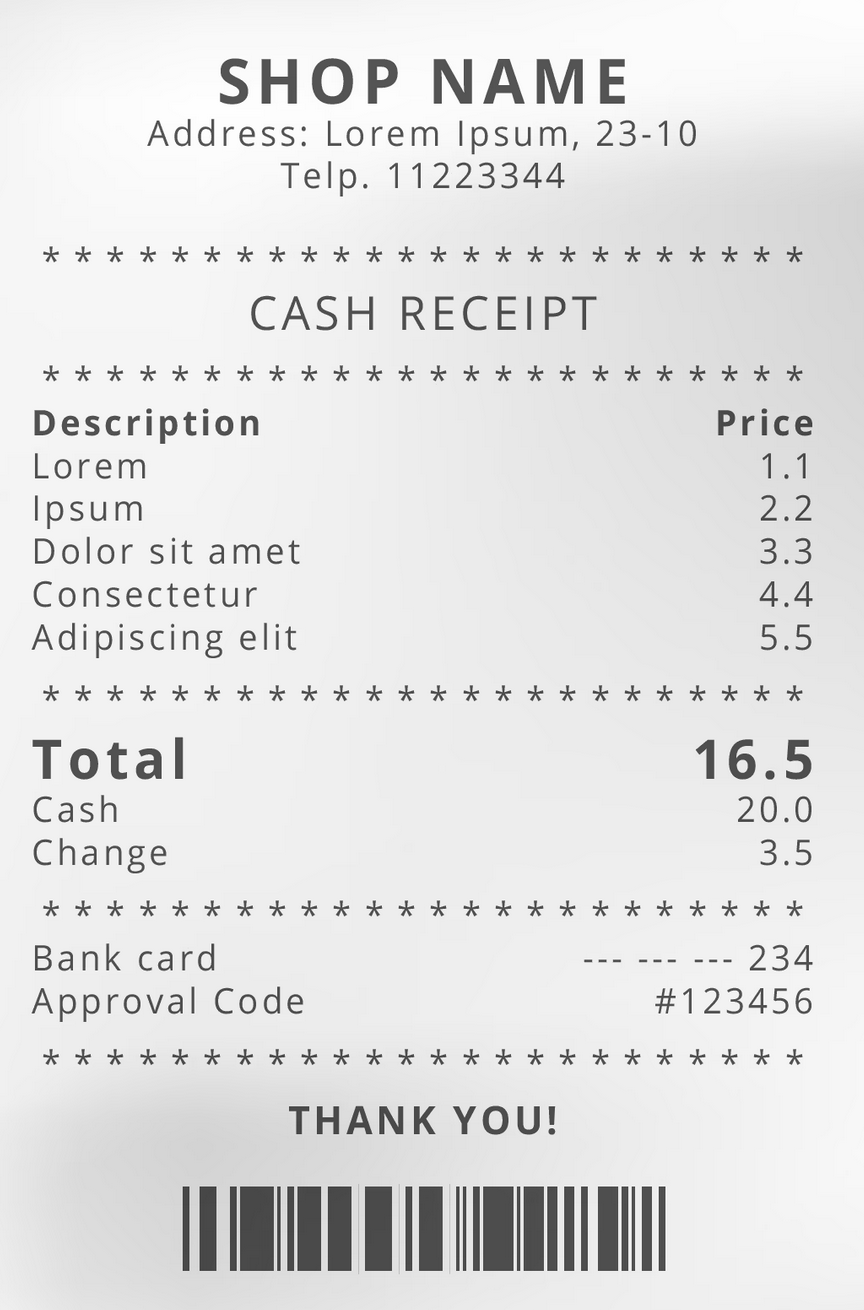 SHOP NAME
Address: Lorem Ipsum, 23-10
Telp. 11223344
* * * * * * * * * * * * * * * * * * * * * * * *
CASH RECEIPT
* * * * * * * * * * * * * * * * * * * * * * * *
Description Price
Lorem 1.1
Ipsum 2.2
Dolor sit amet 3.3
Consectetur 4.4
Adipiscing elit 5.5
* * * * * * * * * * * * * * * * * * * * * * * *
Total 16.5
Cash 20.0
Change 3.5
* * * * * * * * * * * * * * * * * * * * * * * *
Bank card --- --- --- 234
Approval Code #123456
* * * * * * * * * * * * * * * * * * * * * * * *
THANK YOU!